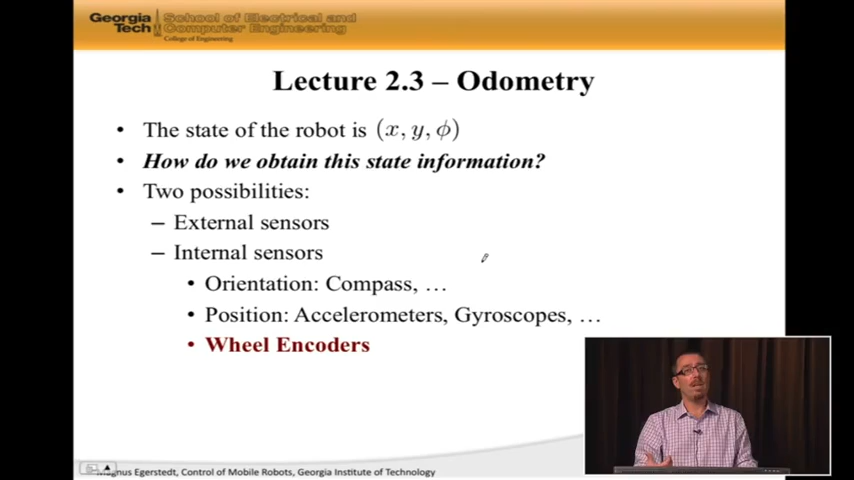 Georgia Tech
School of Electrical and Computer Engineering
College of Engineering
Lecture 2.3 – Odometry
• The state of the robot is (x, y, ϕ)
• How do we obtain this state information?
• Two possibilities:
– External sensors
– Internal sensors
• Orientation: Compass, …
• Position: Accelerometers, Gyroscopes, …
• Wheel Encoders
Magnus Egerstedt, Control of Mobile Robots, Georgia Institute of Technology